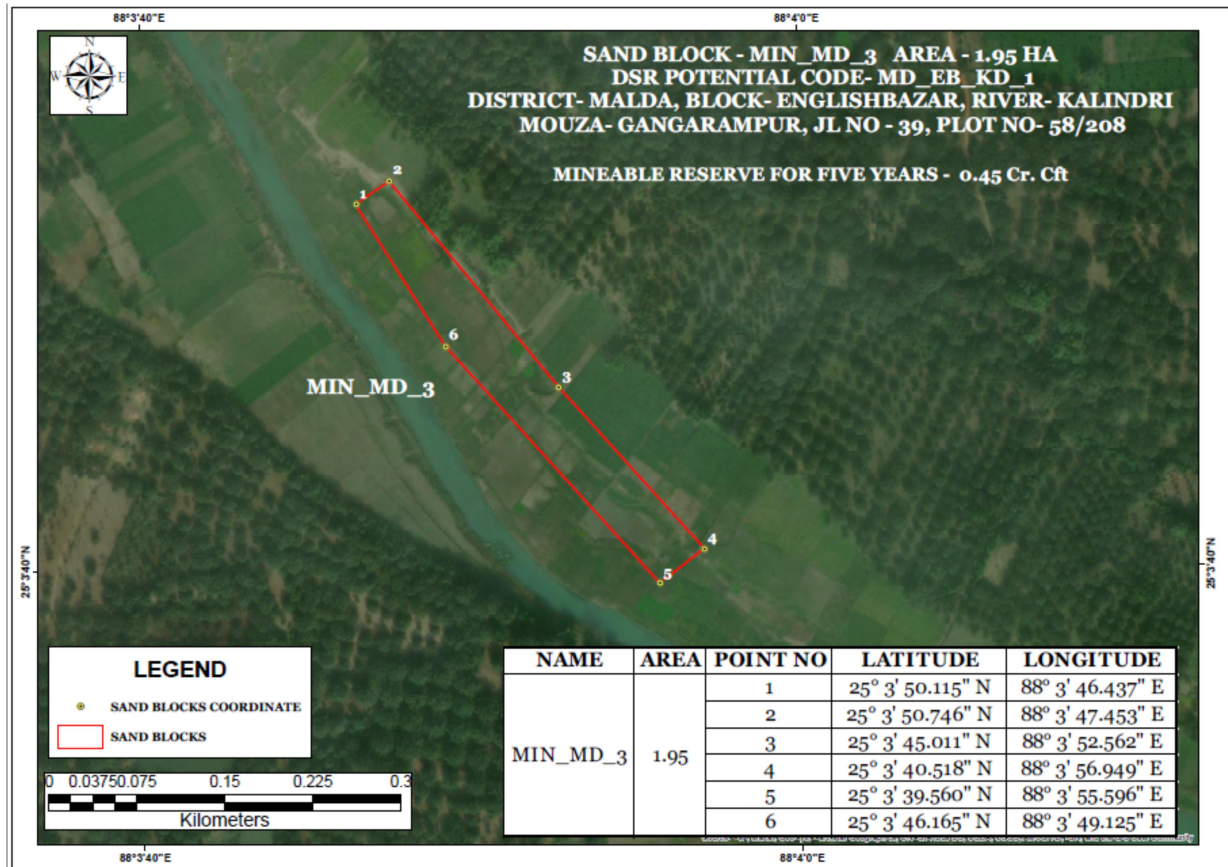 88°3'40"E 88°4'0"E
N
W E
S
SAND BLOCK - MIN_MD_3 AREA - 1.95 HA
DSR POTENTIAL CODE- MD_EB_KD_1
DISTRICT- MALDA, BLOCK- ENGLISHBAZAR, RIVER- KALINDRI
MOUZA- GANGARAMPUR, JL NO - 39, PLOT NO- 58/208
MINEABLE RESERVE FOR FIVE YEARS - 0.45 Cr. Cft
2
1
6
3
MIN_MD_3
4
5
25°3'40"N 25°3'40"N
LEGEND
SAND BLOCKS COORDINATE
SAND BLOCKS
0 0.0375 0.075 0.15 0.225 0.3
Kilometers
NAME AREA POINT NO LATITUDE LONGITUDE
MIN_MD_3 1.95
1 25° 3' 50.115" N 88° 3' 46.437" E
2 25° 3' 50.746" N 88° 3' 47.453" E
3 25° 3' 45.011" N 88° 3' 52.562" E
4 25° 3' 40.518" N 88° 3' 56.949" E
5 25° 3' 39.560" N 88° 3' 55.596" E
6 25° 3' 46.165" N 88° 3' 49.125" E
88°3'40"E 88°4'0"E